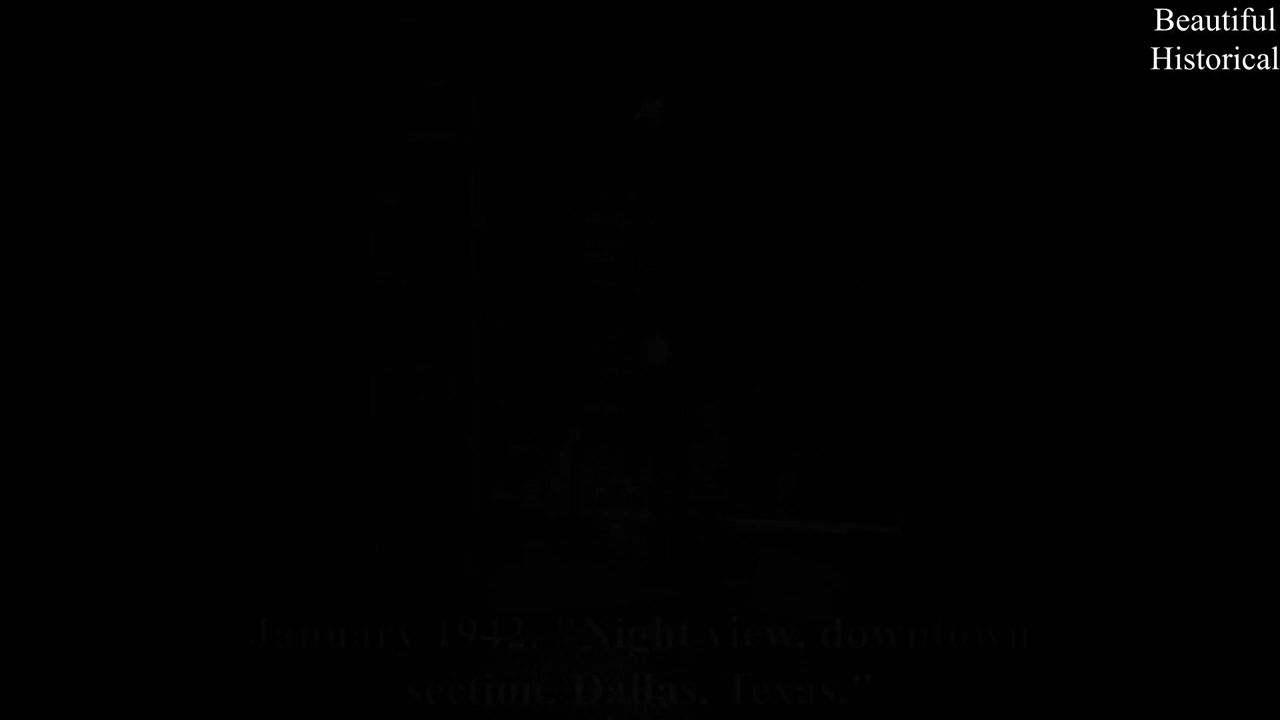 Beautiful
Historical
January 1942. "Night view, downtown
section. Dallas, Texas."